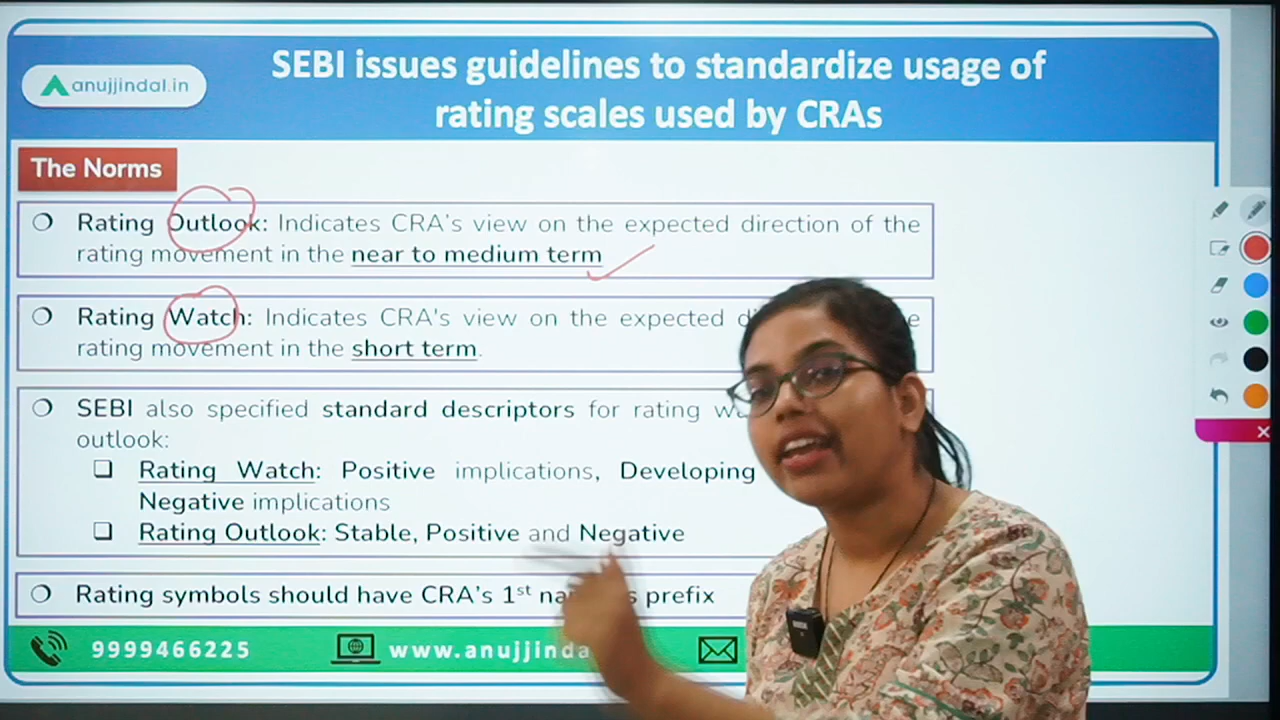 SEBI issues guidelines to standardize usage of
rating scales used by CRAs
anujjindal.in
The Norms
Rating Outlook: Indicates CRA's view on the expected direction of the
rating movement in the near to medium term
Rating Watch: Indicates CRA's view on the expected
rating movement in the short term.
SEBI also specified standard descriptors for rating
outlook:
Rating Watch: Positive implications, Developing
Negative implications
Rating Outlook: Stable, Positive and Negative
Rating symbols should have CRA's 1st prefix
9999466225